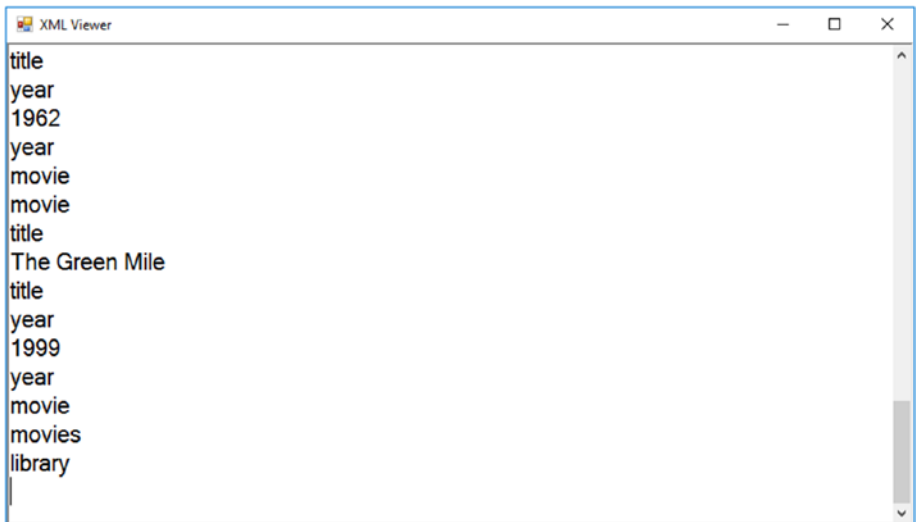 XML Viewer
title
year
1962
year
movie
movie
title
The Green Mile
title
year
1999
year
movie
movies
library